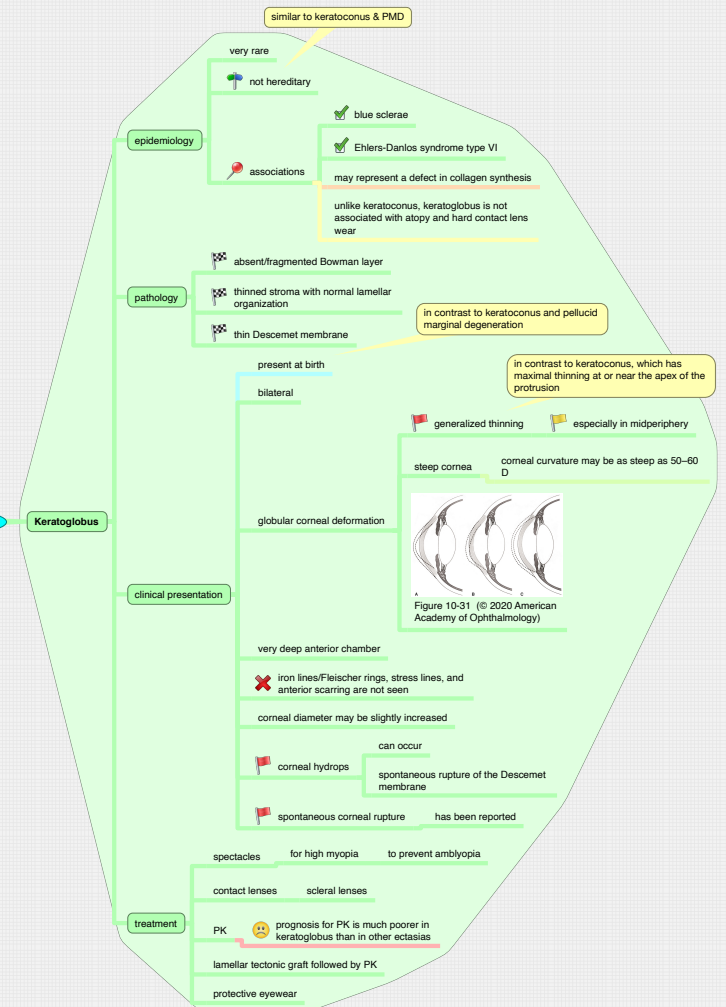 similar to keratoconus & PMD
very rare
not hereditary
blue sclerae
epidemiology
Ehlers-Danlos syndrome type VI
associations
may represent a defect in collagen synthesis
unlike keratoconus, keratoglobus is not
associated with atopy and hard contact lens
wear
absent/fragmented Bowman layer
pathology
thinned stroma with normal lamellar
organization
thin Descemet membrane
in contrast to keratoconus and pellucid
marginal degeneration
present at birth
in contrast to keratoconus, which has
maximal thinning at or near the apex of the
protrusion
bilateral
generalized thinning
especially in midperiphery
steep cornea
corneal curvature may be as steep as 50–60
D
Keratoglobus
globular corneal deformation
A
B
C
Figure 10-31 (© 2020 American
Academy of Ophthalmology)
clinical presentation
very deep anterior chamber
iron lines/Fleischer rings, stress lines, and
anterior scarring are not seen
corneal diameter may be slightly increased
can occur
corneal hydrops
spontaneous rupture of the Descemet
membrane
spontaneous corneal rupture
has been reported
spectacles
for high myopia
to prevent amblyopia
contact lenses
scleral lenses
treatment
PK
prognosis for PK is much poorer in
keratoglobus than in other ectasias
lamellar tectonic graft followed by PK
protective eyewear